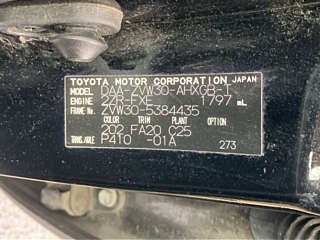 TOYOTA MOTOR CORPORATION JAPAN
MODEL DAA-ZVW30-AHXGB-T
ENGINE 2ZR-FXE 1797 mL
FRAME No. ZVW30-5384435
COLOR TRIM PLANT OPTION
202 FA20 C25
TRANS./AXLE P410 -01A 273